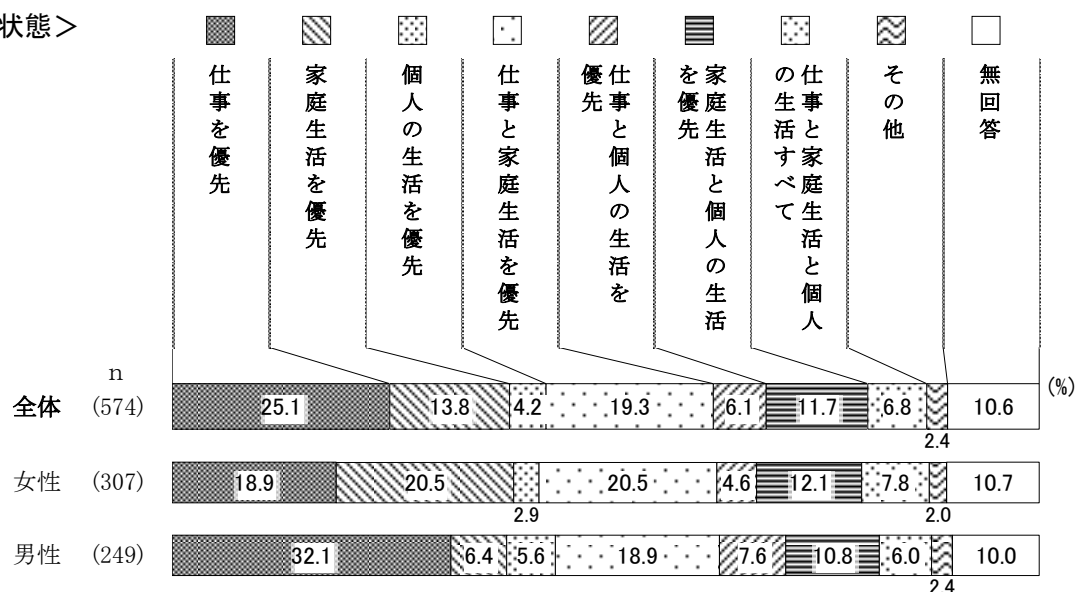 状態＞
仕事を優先
家庭生活を優先
個人の生活を優先
仕事と家庭生活を優先
仕事と個人の生活を
優先
家庭生活と個人の生活
を優先
仕事と家庭生活と個人
の生活すべて
その他
無回答
n
(%)
全体 (574) 25.1 13.8 4.2 19.3 6.1 11.7 6.8 10.6
2.4
女性 (307) 18.9 20.5 20.5 4.6 12.1 7.8 10.7
2.9 2.0
男性 (249) 32.1 6.4 5.6 18.9 7.6 10.8 6.0 10.0
2.4